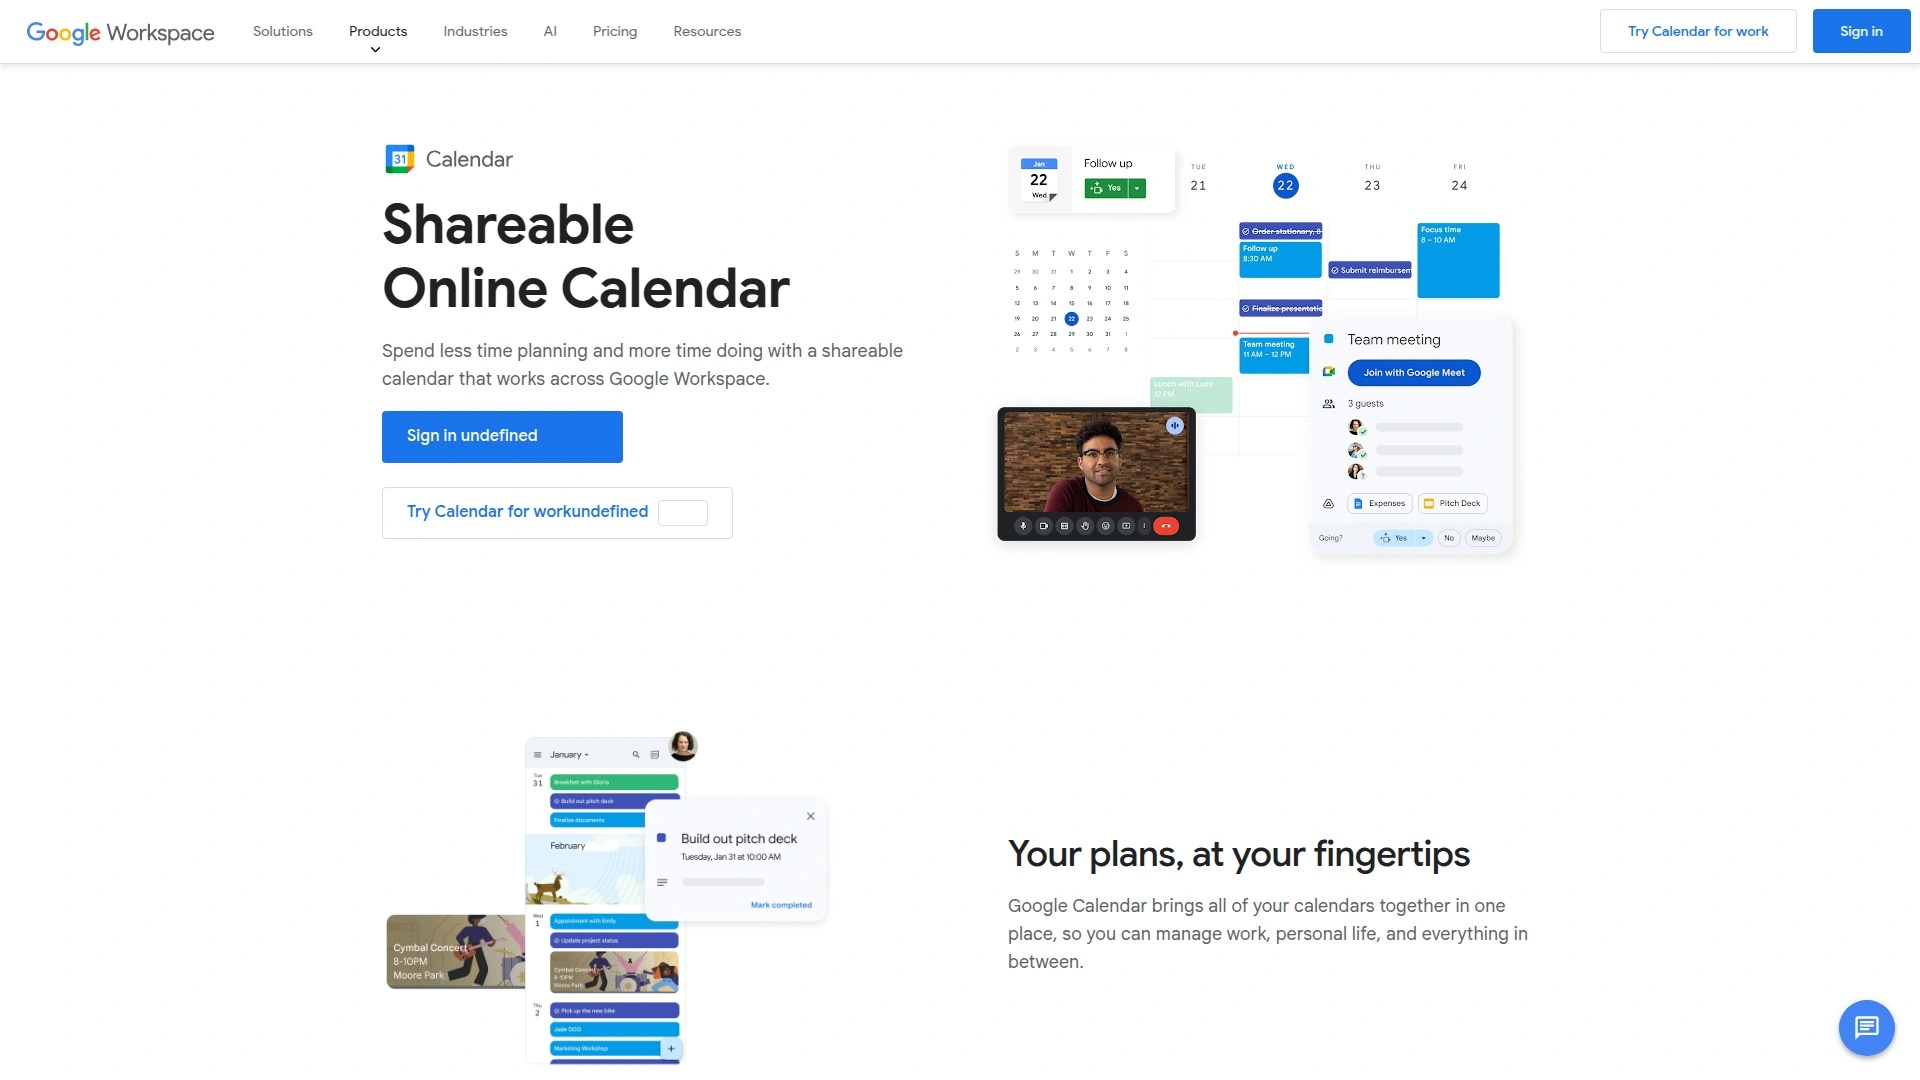 Google Workspace
Solutions
Products
Industries
AI
Pricing
Resources
Try Calendar for work
Sign in
31 Calendar
Shareable
Online Calendar
Spend less time planning and more time doing with a shareable
calendar that works across Google Workspace.
Sign in undefined
Try Calendar for workundefined
Jan
22
Wed
Follow up
Yes
TUE
21
WED
22
THU
23
FRI
24
S M T W T F S
29 30 31 1 2 3 4
5 6 7 8 9 10 11
12 13 14 15 16 17 18
19 20 21 22 23 24 25
26 27 28 29 30 31 1
2 3 4 5 6 7 8
Order stationary, 8
Follow up
8:30 AM
Submit reimbursem
Focus time
8 – 10 AM
Finalize presentatio
Team meeting
11 AM – 12 PM
Lunch with Lucy
12 PM
Team meeting
Join with Google Meet
3 guests
Expenses
Pitch Deck
Going?
Yes
No
Maybe
January
Tue
31
Breakfast with Gloria
Build out pitch deck
Finalize documents
February
Build out pitch deck
Tuesday, Jan 31 at 10:00 AM
Mark completed
Wed
1
Appointment with Emily
Update project status
Cymbal Concert
8-10PM
Moore Park
Cymbal Concert
8-10PM
Moore Park
Thu
2
Pick up the new bike
Jade OOO
Marketing Workshop
Your plans, at your fingertips
Google Calendar brings all of your calendars together in one
place, so you can manage work, personal life, and everything in
between.